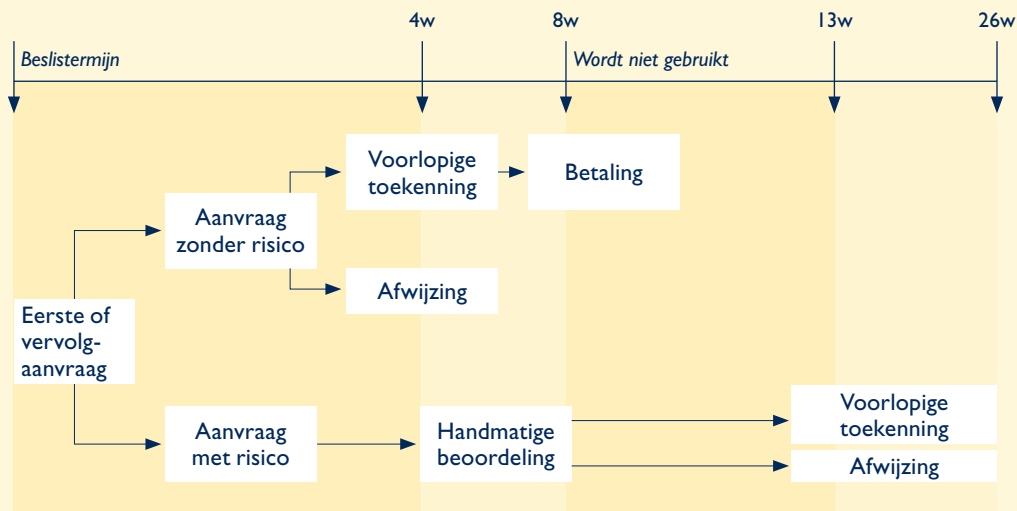 4w
8w
13w
26w
Beslistermijn
Wordt niet gebruikt
Voorlopige
toekenning
Betaling
Aanvraag
zonder risico
Afwijzing
Eerste of
vervolg-
aanvraag
Aanvraag
met risico
Handmatige
beoordeling
Voorlopige
toekenning
Afwijzing